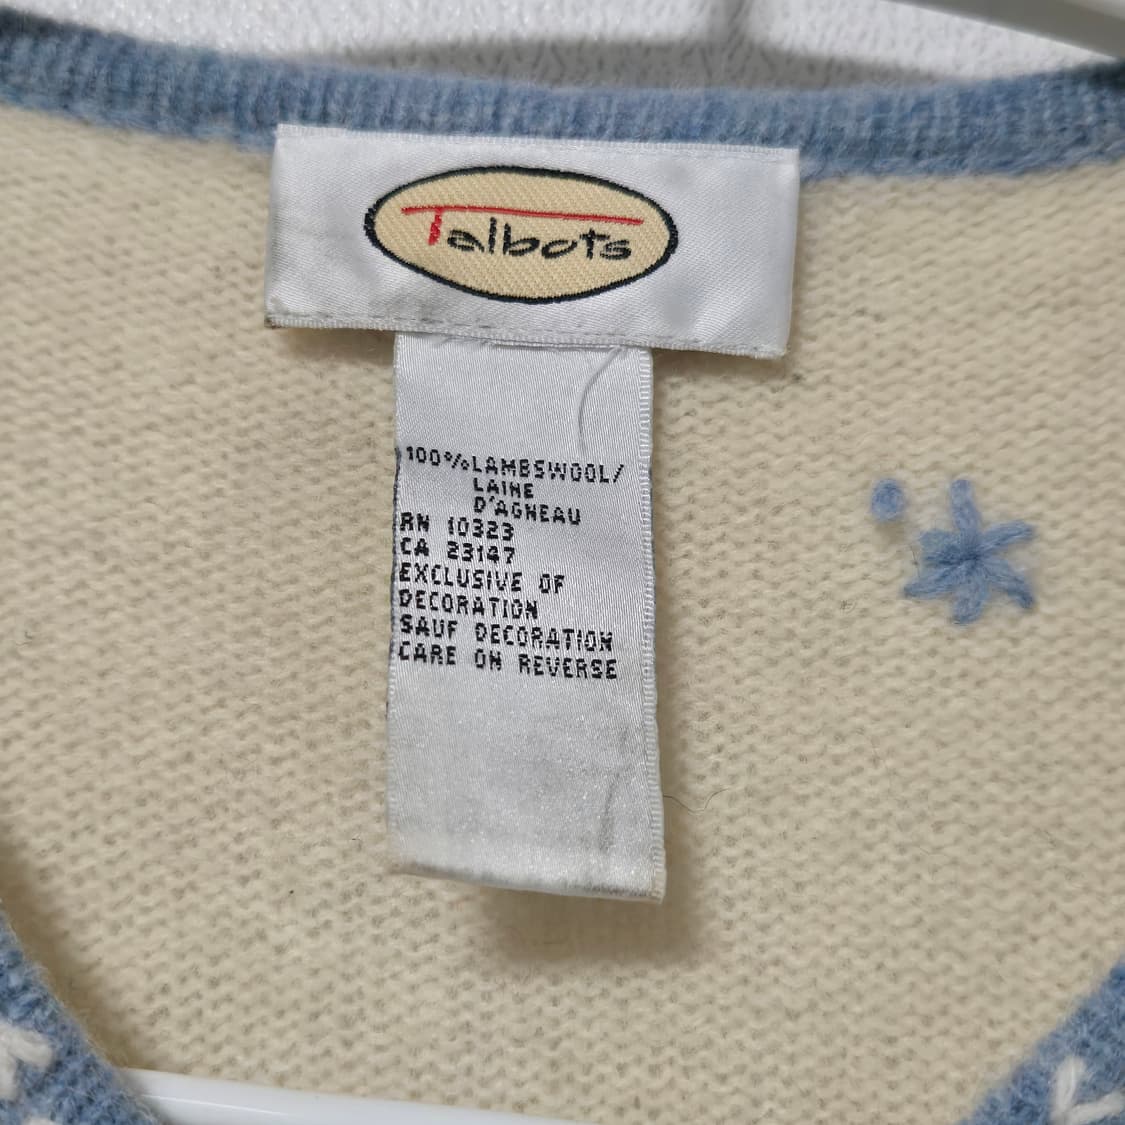 Talbots
100%LAMBSWOOL/
LAINE
D'AGNEAU
RN 10323
CA 23147
EXCLUSIVE OF
DECORATION
SAUF DECORATION
CARE ON REVERSE